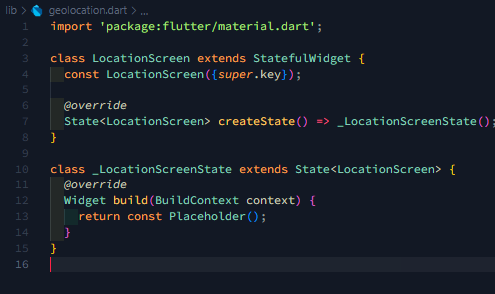 lib > geolocation.dart > ...
1 import 'package:flutter/material.dart';
2
3 class LocationScreen extends StatefulWidget {
4   const LocationScreen({super.key});
5
6   @override
7   State<LocationScreen> createState() => _LocationScreenState();
8 }
9
10 class _LocationScreenState extends State<LocationScreen> {
11   @override
12   Widget build(BuildContext context) {
13     return const Placeholder();
14   }
15 }
16